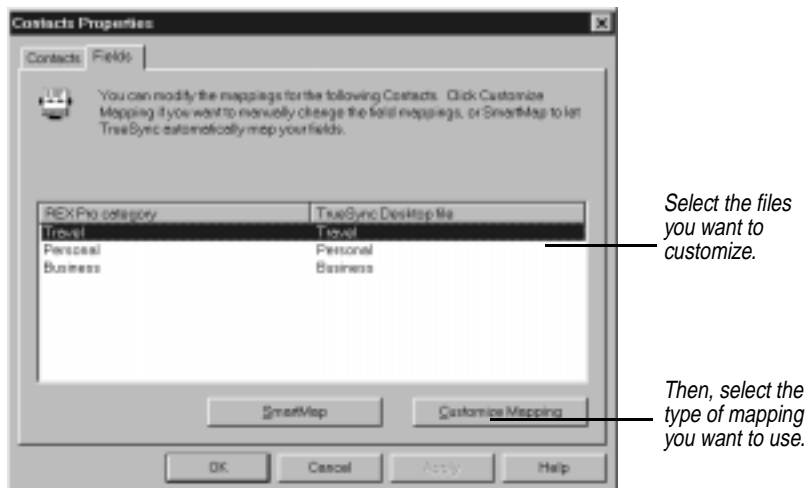 Contacts Properties
Contacts Fields
You can modify the mappings for the following Contacts. Click Customize
Mapping if you want to manually change the field mappings, or SmartMap to let
TrueSync automatically map your fields.
REX Pro category TrueSync Desktop file
Travel Travel
Personal Personal
Business Business
SmartMap Customize Mapping
OK Cancel Apply Help
Select the files
you want to
customize.
Then, select the
type of mapping
you want to use.